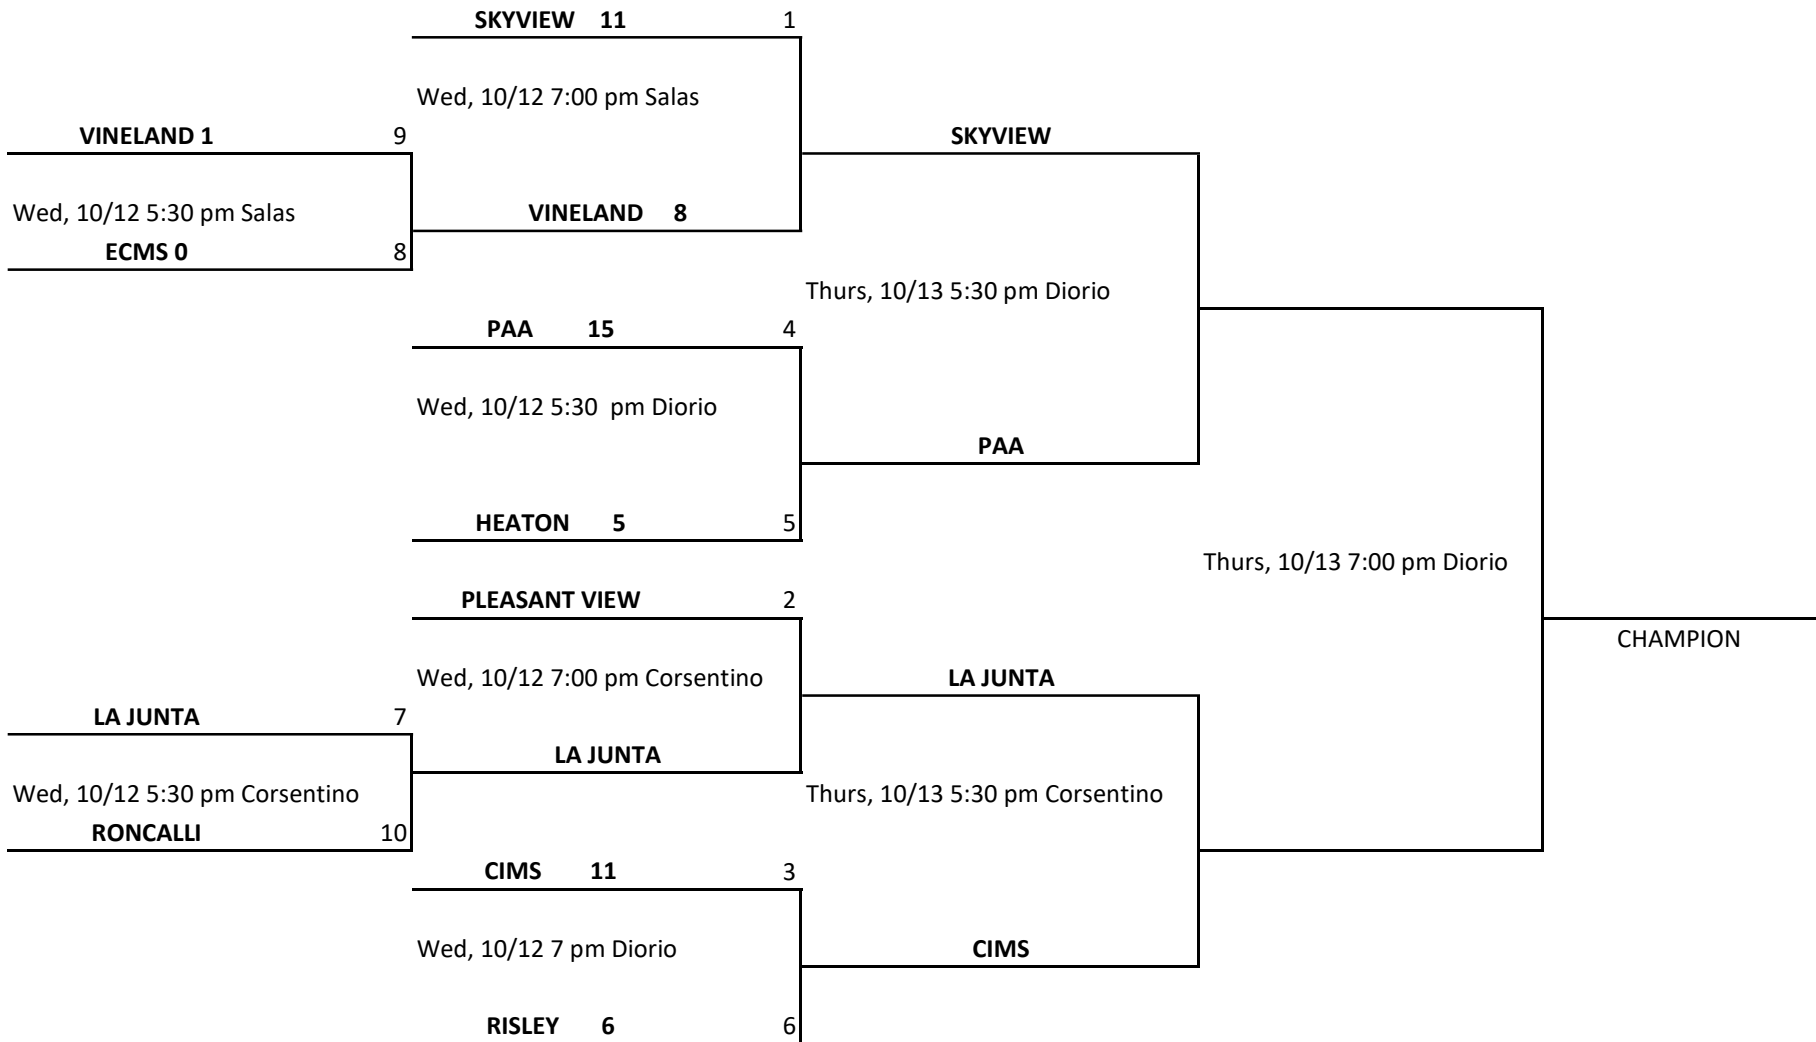 SKYVIEW 11 1
Wed, 10/12 7:00 pm Salas
VINELAND 1 9
SKYVIEW
Wed, 10/12 5:30 pm Salas
VINELAND 8
ECMS 0 8
Thurs, 10/13 5:30 pm Diorio
PAA 15 4
Wed, 10/12 5:30 pm Diorio
PAA
HEATON 5 5
Thurs, 10/13 7:00 pm Diorio
PLEASANT VIEW 2
CHAMPION
Wed, 10/12 7:00 pm Corsentino
LA JUNTA
LA JUNTA 7
LA JUNTA
Wed, 10/12 5:30 pm Corsentino
Thurs, 10/13 5:30 pm Corsentino
RONCALLI 10
CIMS 11 3
Wed, 10/12 7 pm Diorio
CIMS
RISLEY 6 6